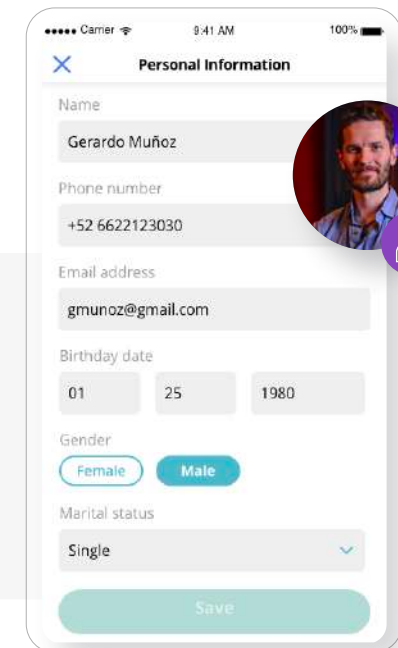 Carrier 9:41 AM 100%
Personal Information
Name
Gerardo Muñoz
Phone number
+52 6622123030
Email address
gmunoz@gmail.com
Birthday date
01 25 1980
Gender
Female Male
Marital status
Single
Save